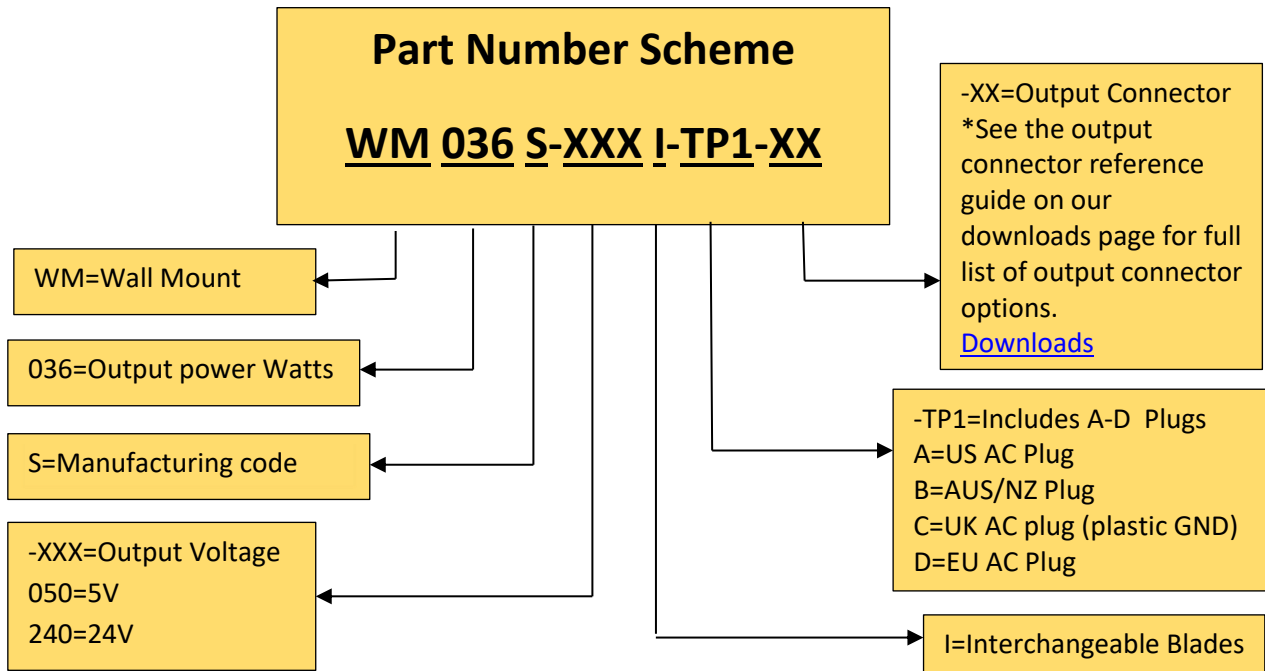 Part Number Scheme
WM 036 S-XXX I-TP1-XX
WM=Wall Mount
036=Output power Watts
S=Manufacturing code
-XXX=Output Voltage
050=5V
240=24V
-XX=Output Connector
*See the output
connector reference
guide on our
downloads page for full
list of output connector
options.
Downloads
-TP1=Includes A-D Plugs
A=US AC Plug
B=AUS/NZ Plug
C=UK AC plug (plastic GND)
D=EU AC Plug
I=Interchangeable Blades